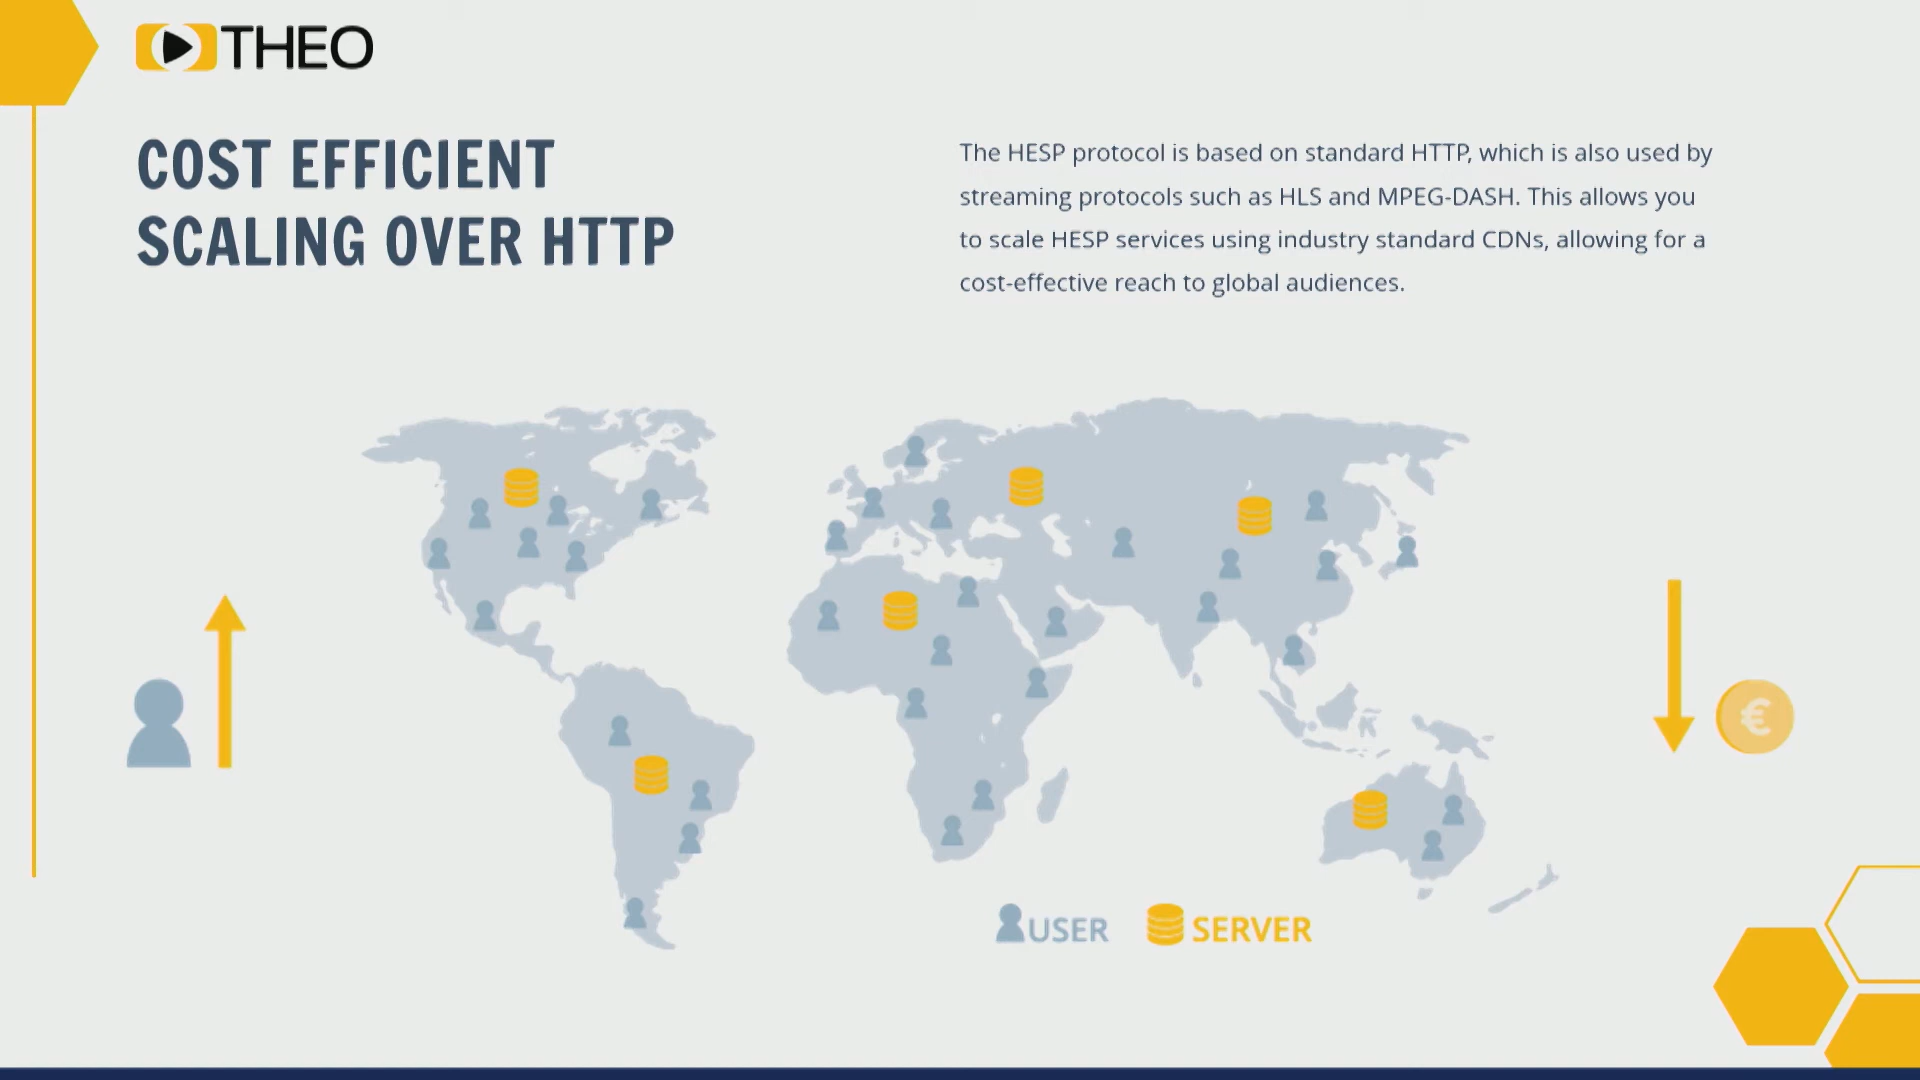 THEO
COST EFFICIENT
SCALING OVER HTTP
The HESP protocol is based on standard HTTP, which is also used by
streaming protocols such as HLS and MPEG-DASH. This allows you
to scale HESP services using industry standard CDNs, allowing for a
cost-effective reach to global audiences.
€
USER
SERVER